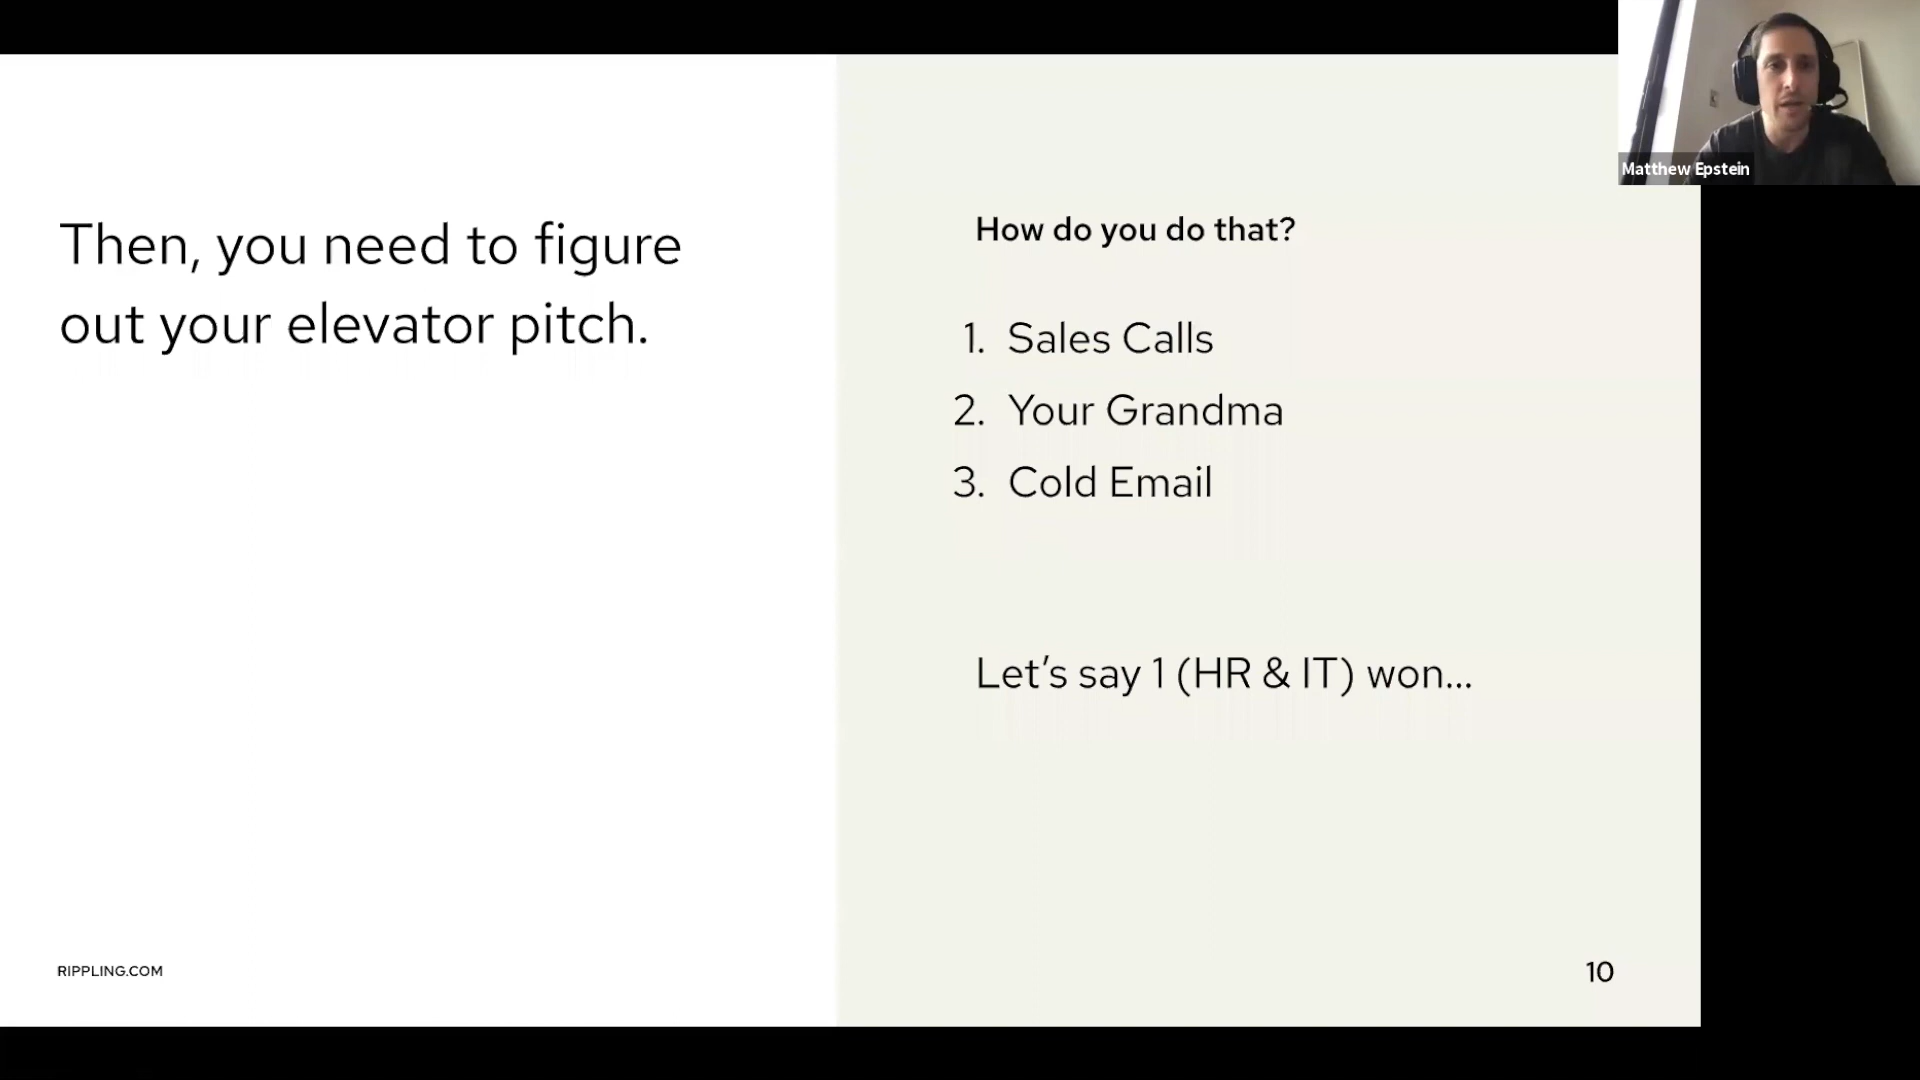 Matthew Epstein
Then, you need to figure
out your elevator pitch.
How do you do that?
1. Sales Calls
2. Your Grandma
3. Cold Email
Let’s say 1 (HR & IT) won...
RIPPLING.COM
10